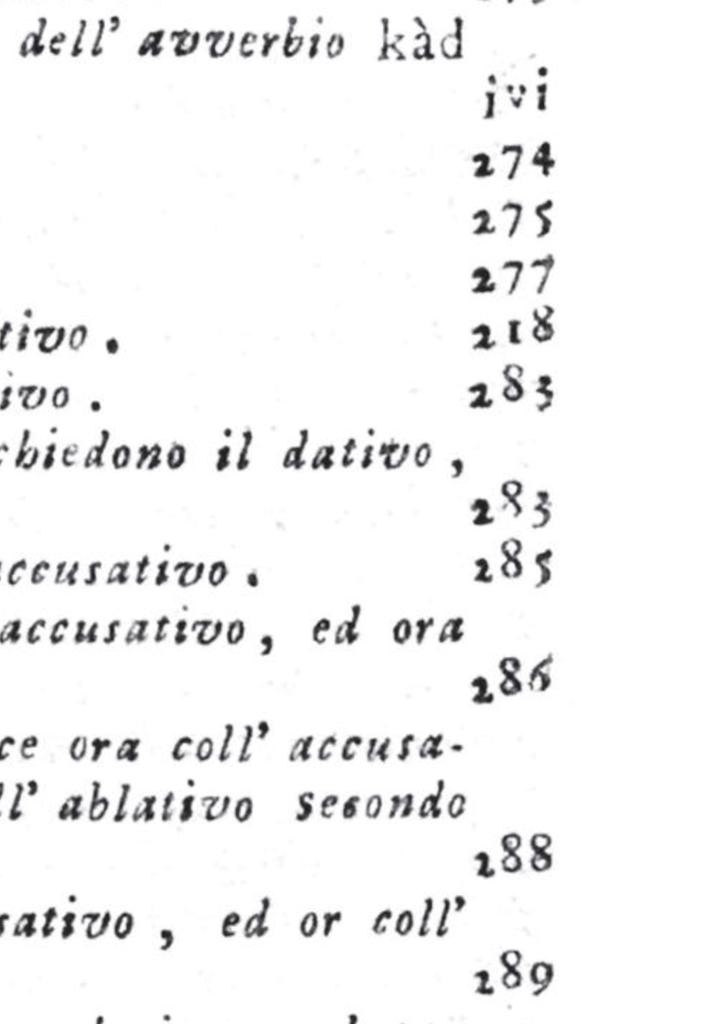 dell' avverbio kàd
jvi
274
275
277
tivo . 218
ivo . 283
chiedono il dativo ,
283
accusativo . 285
accusativo, ed ora
286
ce ora coll' accusa-
ll' ablativo secondo
288
sativo , ed or coll'
289